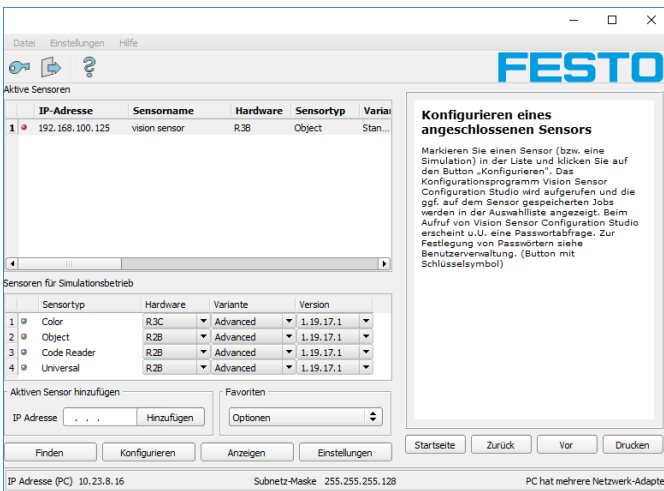 Datei Einstellungen Hilfe
FESTO
Aktive Sensoren
IP-Adresse Sensorname Hardware Sensortyp Varia
1 192.168.100.125 vision sensor R3B Object Stan...
Sensoren für Simulationsbetrieb
Sensortyp Hardware Variante Version
1 Color R3C Advanced 1.19.17.1
2 Object R2B Advanced 1.19.17.1
3 Code Reader R2B Advanced 1.19.17.1
4 Universal R2B Advanced 1.19.17.1
Aktiven Sensor hinzufügen
IP Adresse . . . Hinzufügen
Favoriten
Optionen
Finden Konfigurieren Anzeigen Einstellungen
Konfigurieren eines
angeschlossenen Sensors
Markieren Sie einen Sensor (bzw. eine
Simulation) in der Liste und klicken Sie auf
den Button „Konfigurieren". Das
Konfigurationsprogramm Vision Sensor
Configuration Studio wird aufgerufen und die
ggf. auf dem Sensor gespeicherten Jobs
werden in der Auswahlliste angezeigt. Beim
Aufruf von Vision Sensor Configuration Studio
erscheint u.U. eine Passwortabfrage. Zur
Festlegung von Passwörtern siehe
Benutzerverwaltung. (Button mit
Schlüsselsymbol)
Startseite Zurück Vor Drucken
IP Adresse (PC) 10.23.8.16 Subnetz-Maske 255.255.255.128 PC hat mehrere Netzwerk-Adapte